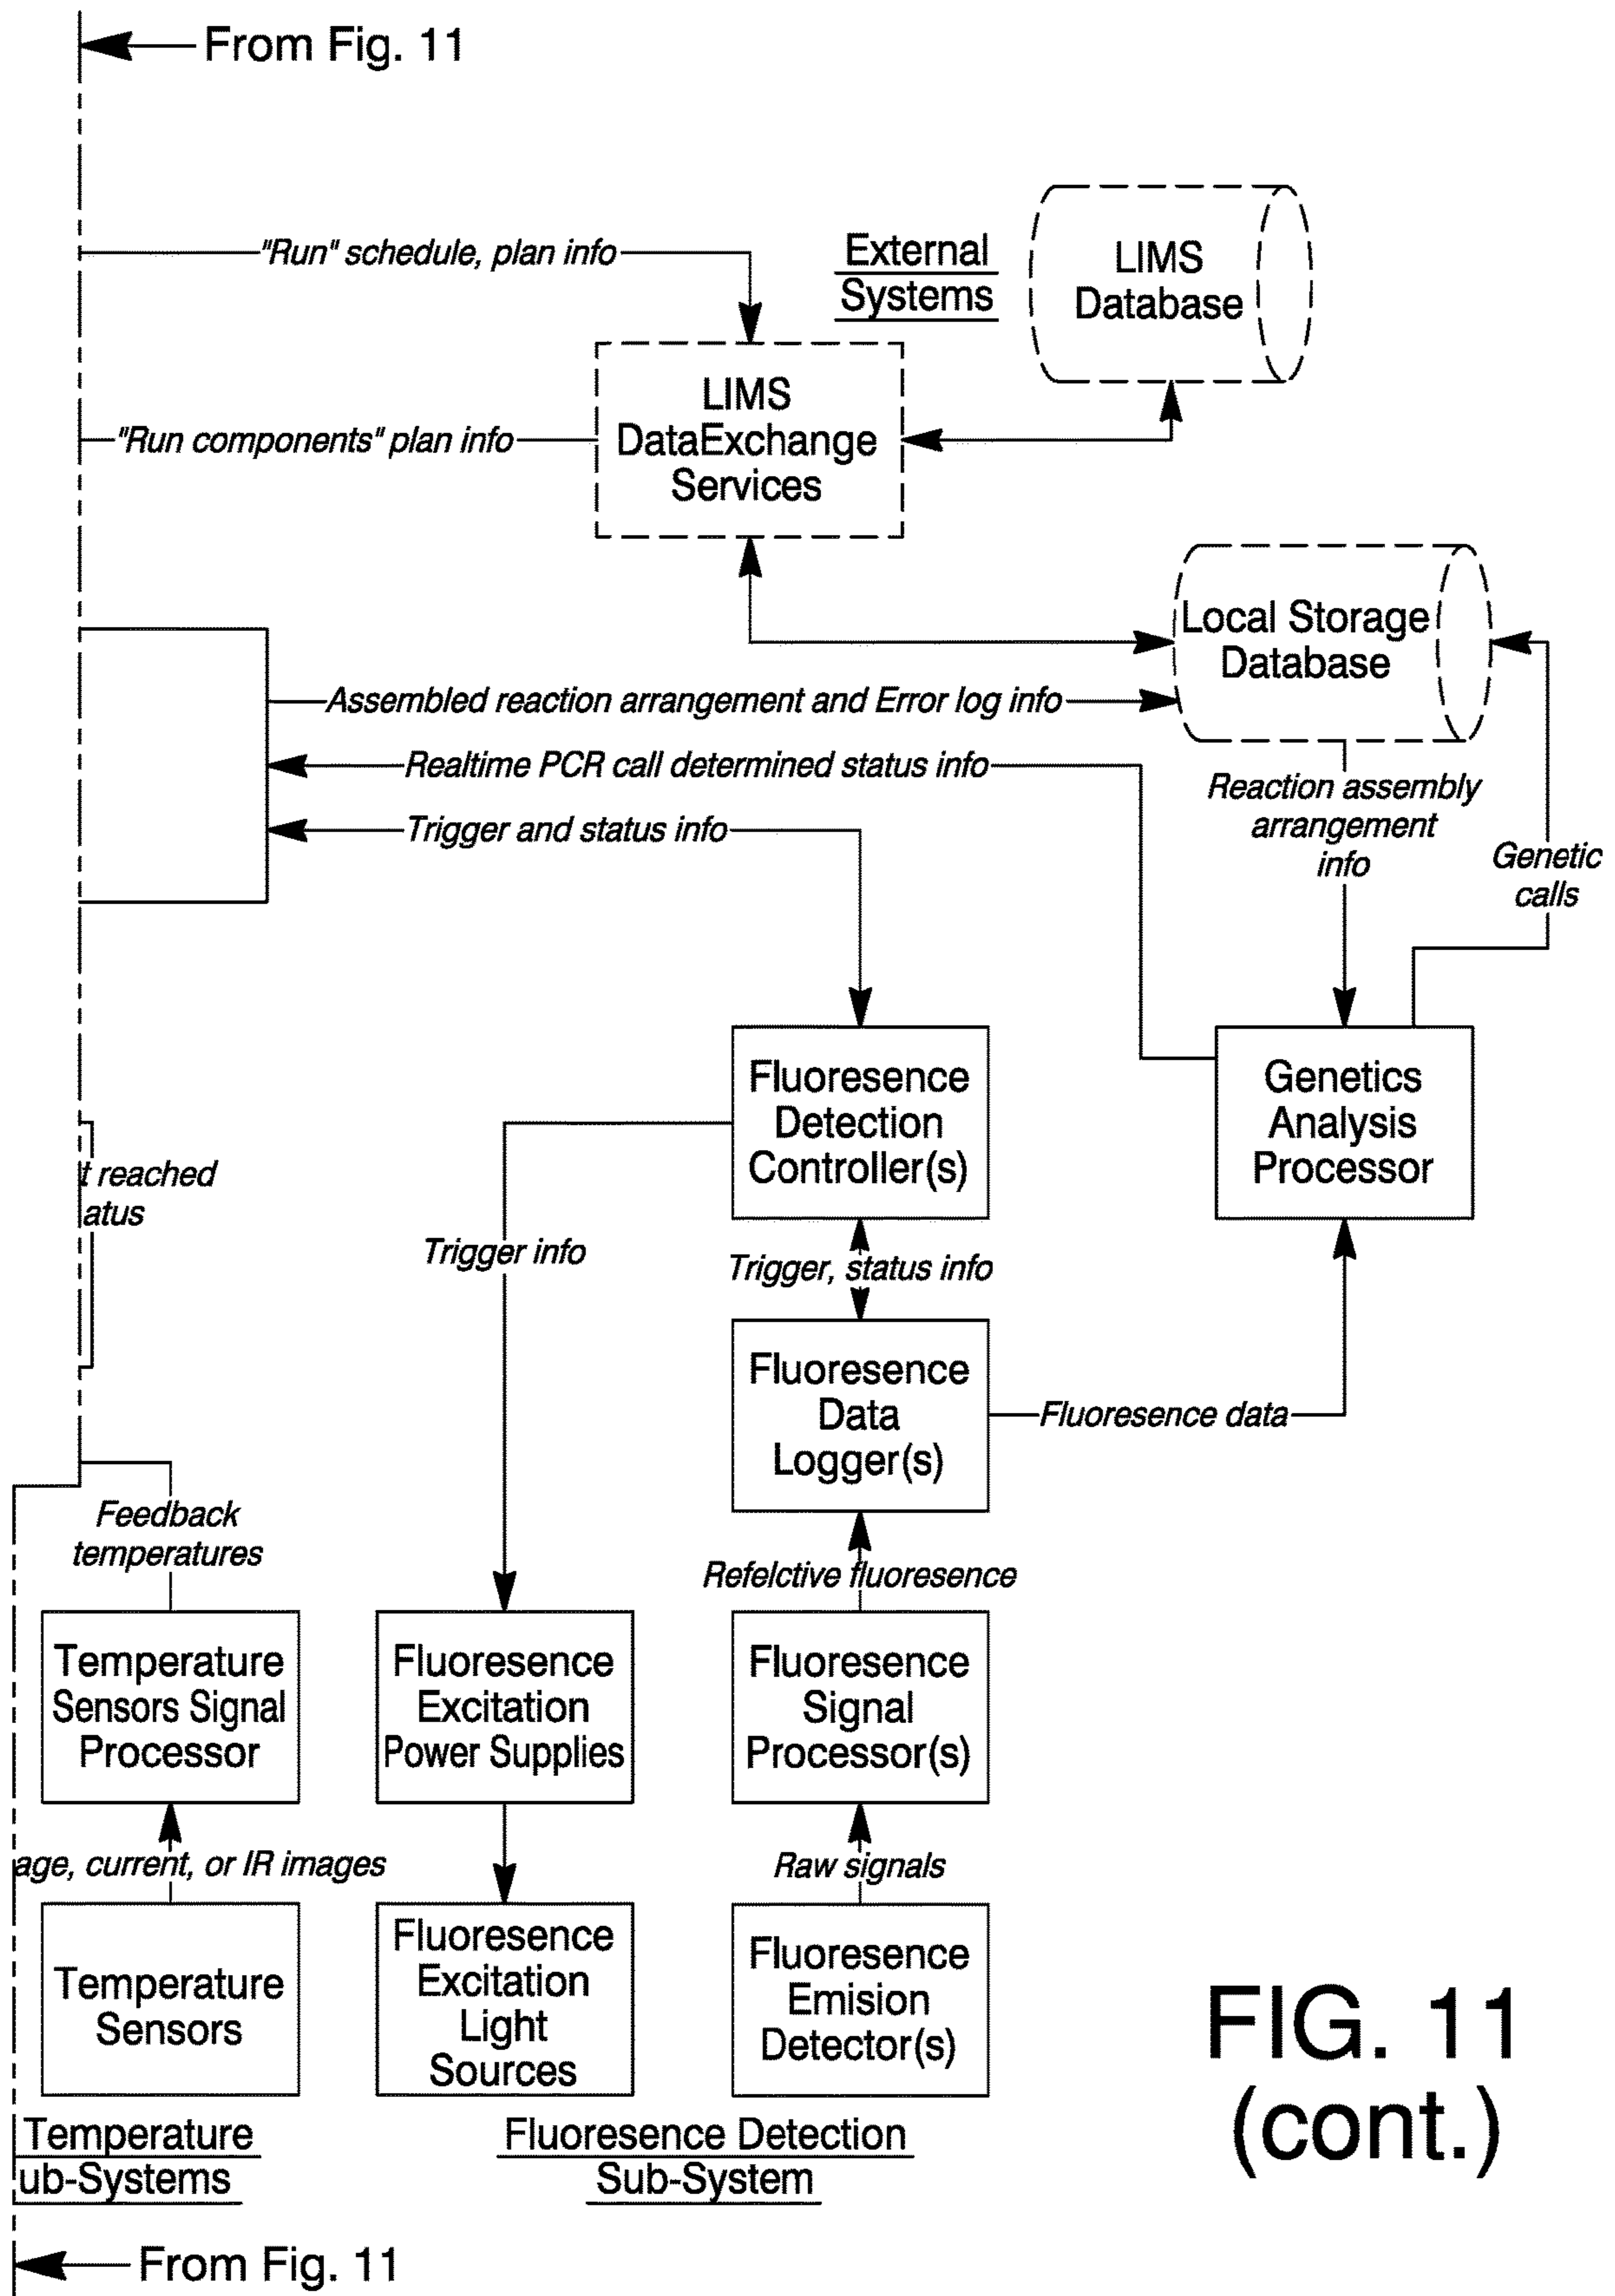 From Fig. 11
"Run" schedule, plan info
External
Systems
LIMS
Database
LIMS
DataExchange
Services
"Run components" plan info
Local Storage
Database
Assembled reaction arrangement and Error log info
Realtime PCR call determined status info
Trigger and status info
Reaction assembly
arrangement
info
Genetic
calls
Fluoresence
Detection
Controller(s)
Genetics
Analysis
Processor
t reached
atus
Trigger info
Trigger, status info
Fluoresence
Data
Logger(s)
Fluoresence data
Feedback
temperatures
Refelctive fluoresence
Temperature
Sensors Signal
Processor
Fluoresence
Excitation
Power Supplies
Fluoresence
Signal
Processor(s)
age, current, or IR images
Raw signals
Temperature
Sensors
Fluoresence
Excitation
Light
Sources
Fluoresence
Emision
Detector(s)
Temperature
ub-Systems
Fluoresence Detection
Sub-System
FIG. 11
(cont.)
From Fig. 11